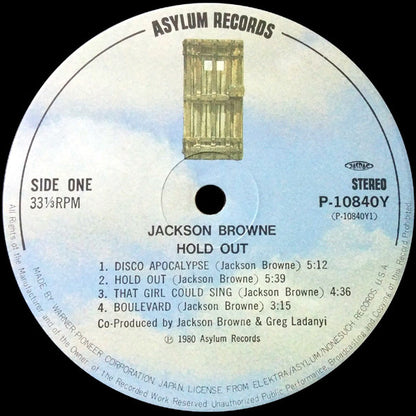 ASYLUM RECORDS
SIDE ONE
33⅓RPM
JASRAC
STEREO
P-10840Y
(P-10840Y1)
JACKSON BROWNE
HOLD OUT
1. DISCO APOCALYPSE (Jackson Browne) 5:12
2. HOLD OUT (Jackson Browne) 5:39
3. THAT GIRL COULD SING (Jackson Browne) 4:36
4. BOULEVARD (Jackson Browne) 3:15
Co-Produced by Jackson Browne & Greg Ladanyi
℗ 1980 Asylum Records
MADE BY WARNER-PIONEER CORPORATION, JAPAN. LICENSE FROM ELEKTRA/ASYLUM/NONESUCH RECORDS, U.S.A.
All Rights of the Manufacturer and of the Owner of the Recorded Work Reserved Unauthorized Public Performance, Broadcasting and Copying of this Record Prohibited.